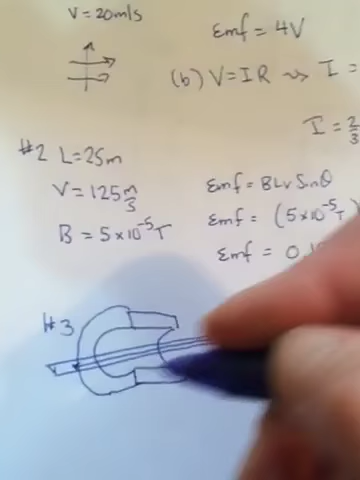 V = 20m/s
Emf = 4V
(b) V = IR ⇝ I =
I = 2/3
#2 L = 25m
V = 125 m/s
B = 5×10⁻⁵T
Emf = BLv Sinθ
Emf = (5×10⁻⁵T)
Emf = 0.
#3